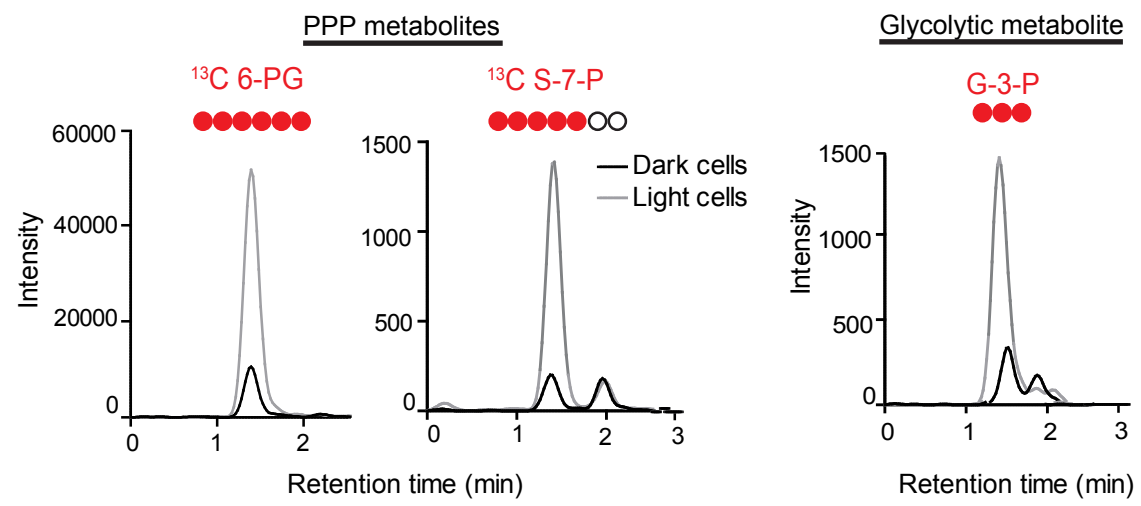 PPP metabolites
Glycolytic metabolite
¹³C 6-PG
¹³C S-7-P
G-3-P
Dark cells
Light cells
Intensity
60000
40000
20000
0
0
1
2
1500
1000
500
0
0
1
2
3
Retention time (min)
Intensity
1500
1000
500
0
0
1
2
3
Retention time (min)